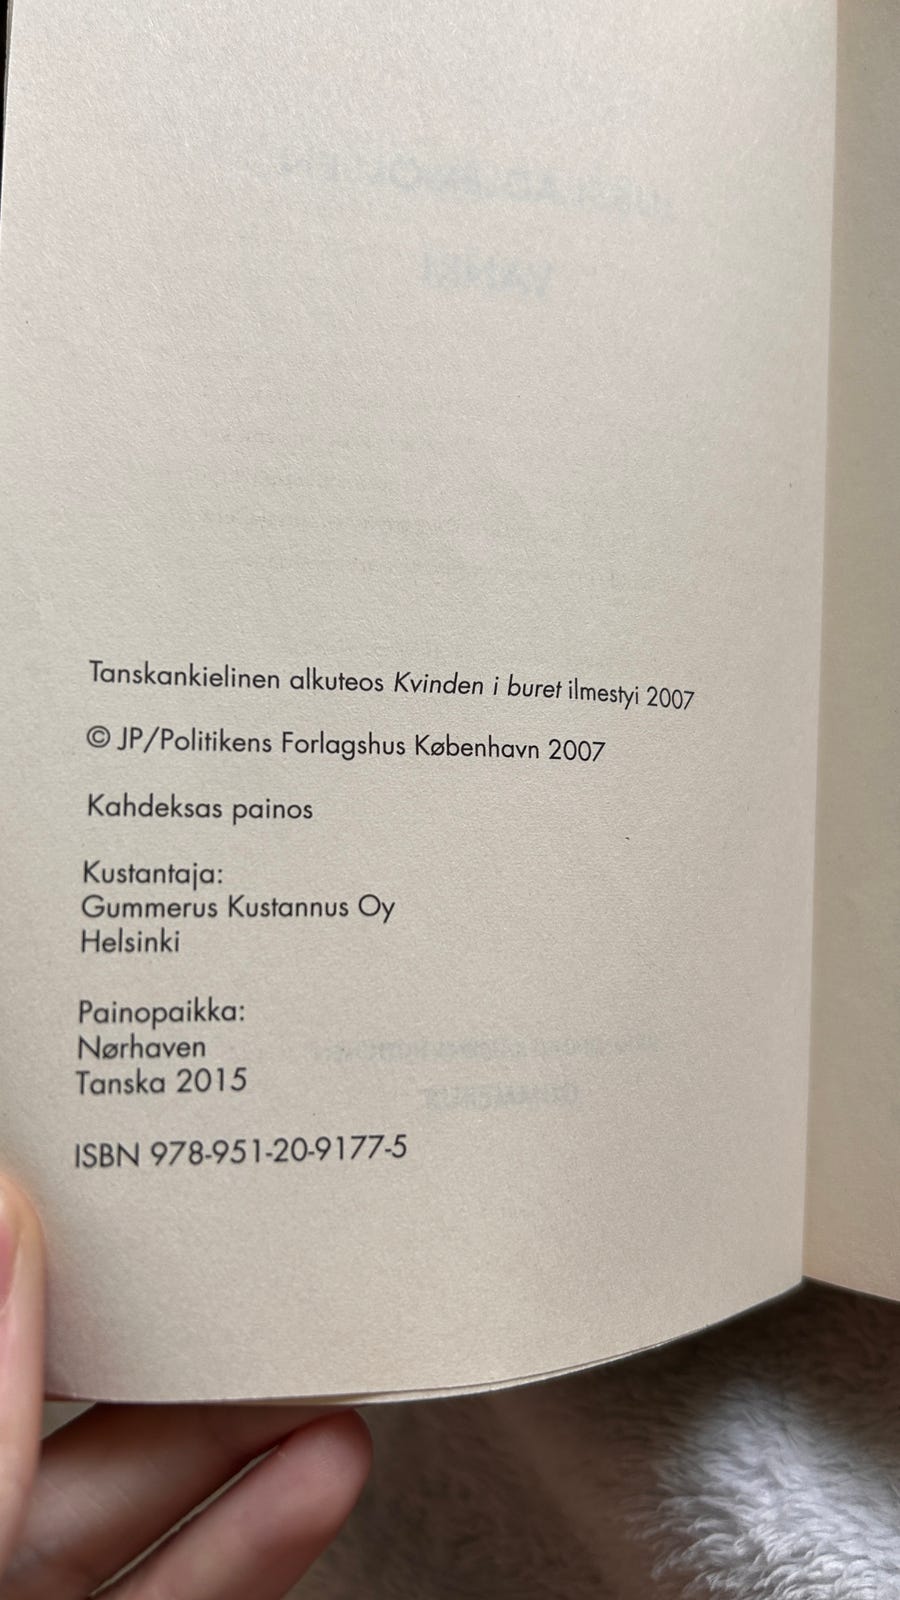 Tanskankielinen alkuteos Kvinden i buret ilmestyi 2007
© JP/Politikens Forlagshus København 2007
Kahdeksas painos
Kustantaja:
Gummerus Kustannus Oy
Helsinki
Painopaikka:
Nørhaven
Tanska 2015
ISBN 978-951-20-9177-5